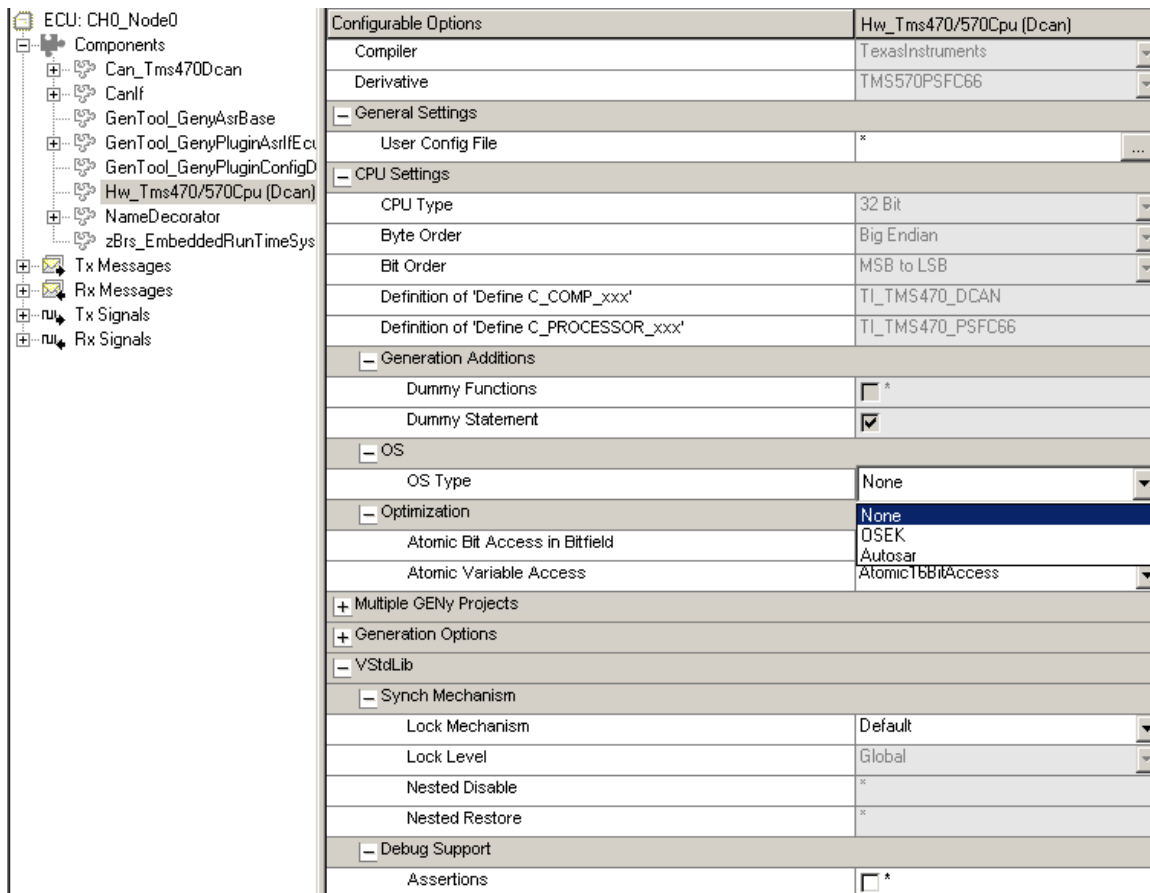 ECU: CH0_Node0
Components
Can_Tms470Dcan
CanIf
GenTool_GenyAsrBase
GenTool_GenyPluginAsrIfEcu
GenTool_GenyPluginConfigD
Hw_Tms470/570Cpu (Dcan)
NameDecorator
zBrs_EmbeddedRunTimeSys
Tx Messages
Rx Messages
Tx Signals
Rx Signals
Configurable Options Hw_Tms470/570Cpu (Dcan)
Compiler TexasInstruments
Derivative TMS570PSFC66
General Settings
User Config File * ...
CPU Settings
CPU Type 32 Bit
Byte Order Big Endian
Bit Order MSB to LSB
Definition of 'Define C_COMP_xxx' TI_TMS470_DCAN
Definition of 'Define C_PROCESSOR_xxx' TI_TMS470_PSFC66
Generation Additions
Dummy Functions *
Dummy Statement
OS
OS Type None
None
OSEK
Autosar
Optimization
Atomic Bit Access in Bitfield
Atomic Variable Access Atomic16BitAccess
Multiple GENy Projects
Generation Options
VStdLib
Synch Mechanism
Lock Mechanism Default
Lock Level Global
Nested Disable *
Nested Restore *
Debug Support
Assertions *